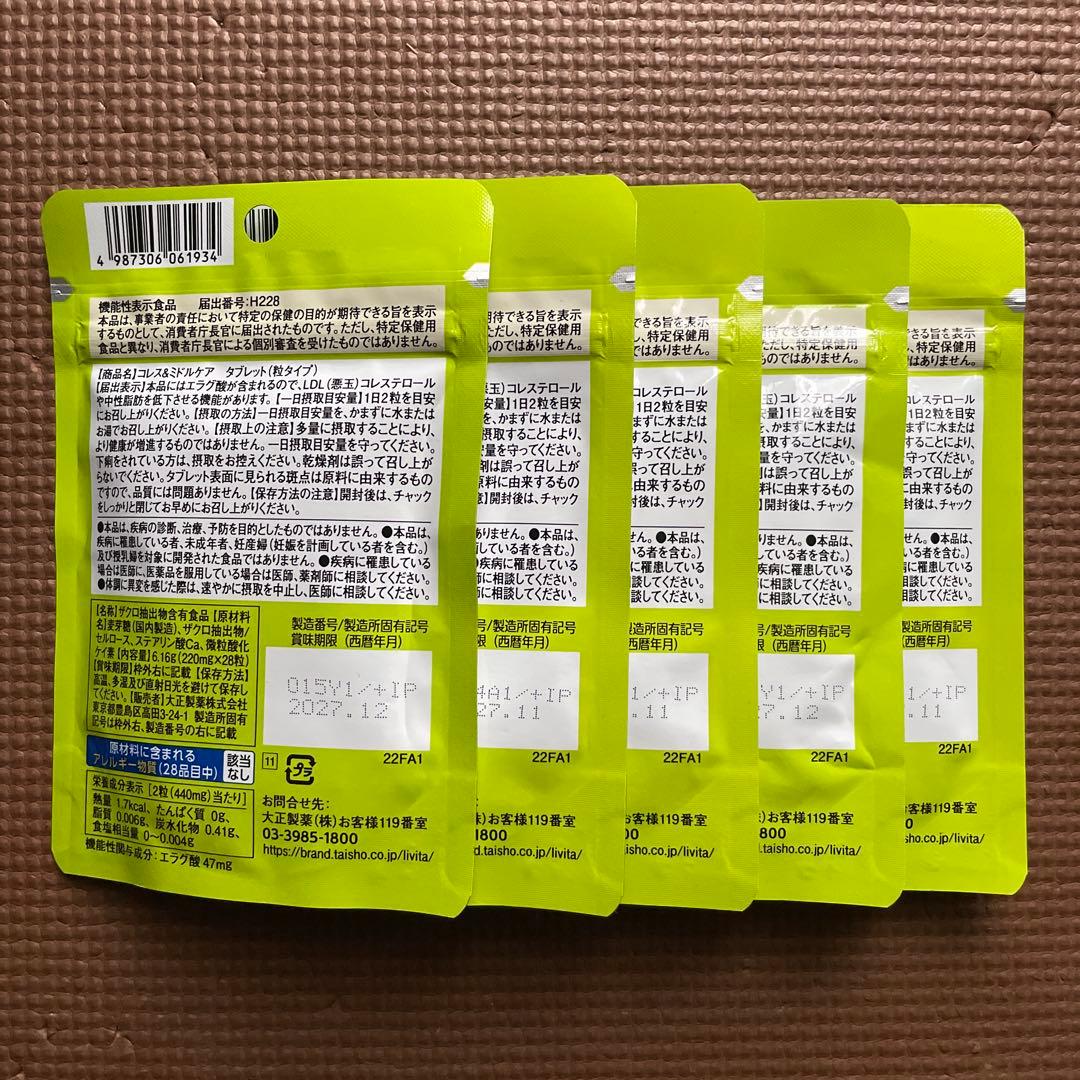 4 987306 061934
機能性表示食品 届出番号:H228
本品は、事業者の責任において特定の保健の目的が期待できる旨を表示
するものとして、消費者庁長官に届出されたものです。ただし、特定保健用
食品と異なり、消費者庁長官による個別審査を受けたものではありません。
【商品名】コレス&ミドルケア タブレット(粒タイプ)
【届出表示】本品にはエラグ酸が含まれるので、LDL(悪玉)コレステロール
や中性脂肪を低下させる機能があります。【一日摂取目安量】1日2粒を目安
にお召し上がりください。【摂取の方法】一日摂取目安量を、かまずに水または
お湯でお召し上がりください。【摂取上の注意】多量に摂取することにより、
より健康が増進するものではありません。一日摂取目安量を守ってください。
下痢をされている方は、摂取をお控えください。乾燥剤は誤って召し上が
らないでください。タブレット表面に見られる斑点は原料に由来するもの
ですので、品質には問題ありません。【保存方法の注意】開封後は、チャック
をしっかりと閉じてお早めにお召し上がりください。
●本品は、疾病の診断、治療、予防を目的としたものではありません。●本品は、
疾病に罹患している者、未成年者、妊産婦(妊娠を計画している者を含む。)
及び授乳婦を対象に開発された食品ではありません。●疾病に罹患している
場合は医師に、医薬品を服用している場合は医師、薬剤師に相談してください。
●体調に異変を感じた際は、速やかに摂取を中止し、医師に相談してください。
【名称】ザクロ抽出物含有食品【原材料
名】麦芽糖(国内製造)、ザクロ抽出物/
セルロース、ステアリン酸Ca、微粒酸化
ケイ素【内容量】6.16g(220mg×28粒)
【賞味期限】枠外右に記載【保存方法】
高温、多湿及び直射日光を避けて保存し
てください。【販売者】大正製薬株式会社
東京都豊島区高田3-24-1 製造所固有
記号は枠外右、製造番号の右に記載
製造番号/製造所固有記号
賞味期限(西暦年月)
015Y1/+IP
2027.12
22FA1
原材料に含まれる
アレルギー物質(28品目中)
該当
なし
11
プラ
栄養成分表示[2粒(440mg)当たり]
熱量 1.7kcal、たんぱく質 0g、
脂質 0.006g、炭水化物 0.41g、
食塩相当量 0~0.004g
機能性関与成分:エラグ酸 47mg
お問合せ先:
大正製薬(株)お客様119番室
03-3985-1800
https://brand.taisho.co.jp/livita/
4A1/+IP
27.11
22FA1
1/+IP
.11
22FA1
Y1/+IP
7.12
22FA1
1/+IP
.11
22FA1